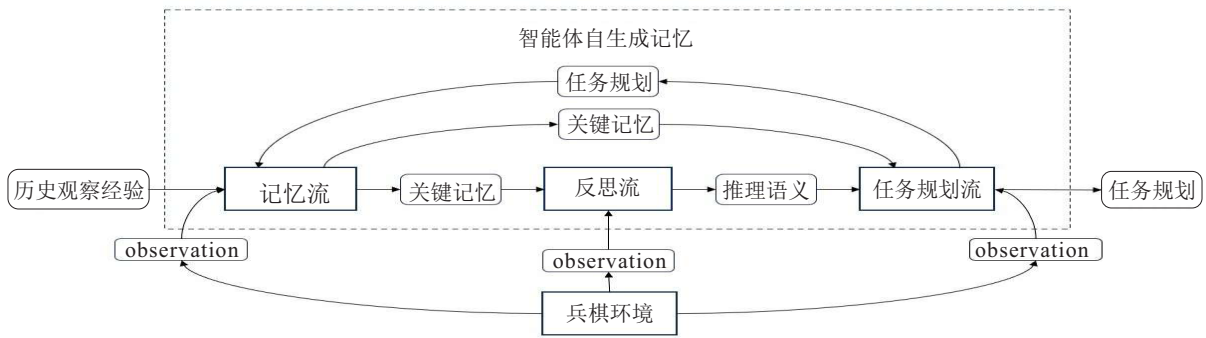 智能体自生成记忆
任务规划
关键记忆
历史观察经验
记忆流
关键记忆
反思流
推理语义
任务规划流
任务规划
observation
observation
observation
兵棋环境